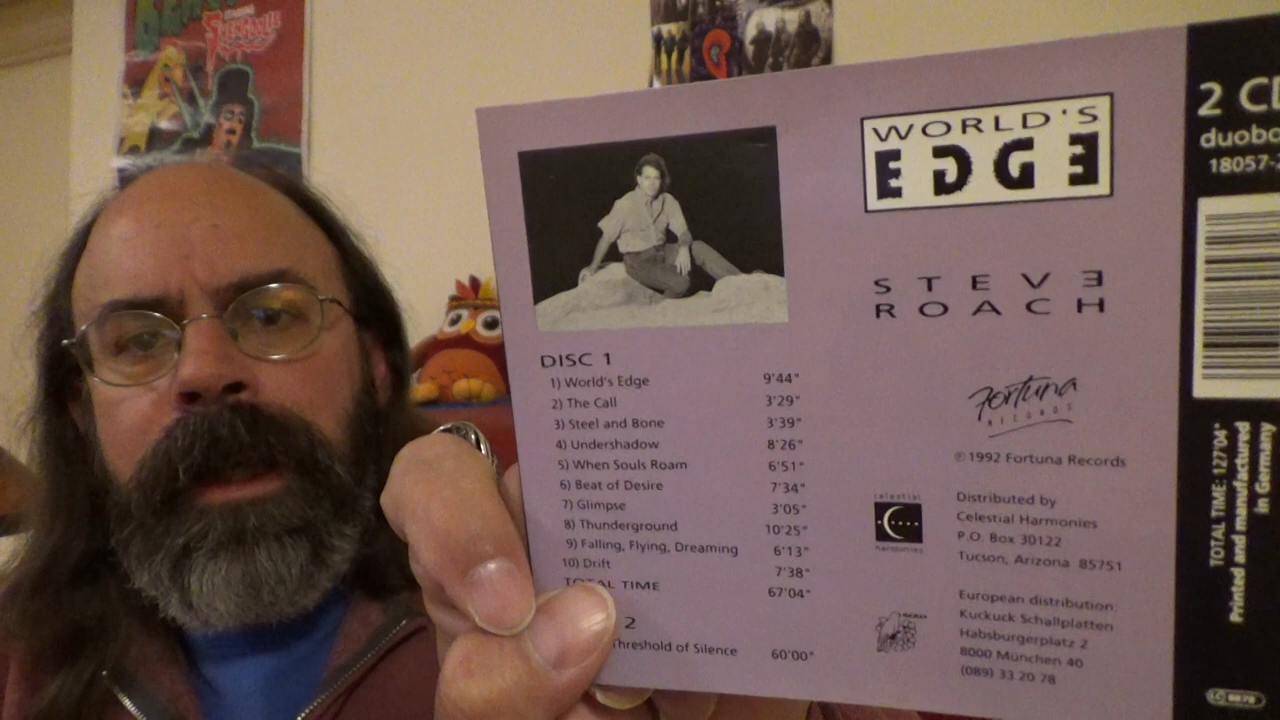 STARRING
SVENGOOLIE
WORLD'S
EDGE
STEVE
ROACH
DISC 1
1) World's Edge 9'44"
2) The Call 3'29"
3) Steel and Bone 3'39"
4) Undershadow 8'26"
5) When Souls Roam 6'51"
6) Beat of Desire 7'34"
7) Glimpse 3'05"
8) Thunderground 10'25"
9) Falling, Flying, Dreaming 6'13"
10) Drift 7'38"
TOTAL TIME 67'04"
2
Threshold of Silence 60'00"
Fortuna
RECORDS
℗ 1992 Fortuna Records
celestial
harmonies
Distributed by
Celestial Harmonies
P.O. Box 30122
Tucson, Arizona 85751
European distribution:
Kuckuck Schallplatten
Habsburgerplatz 2
8000 München 40
(089) 33 20 78
2 CD
duobo
18057-2
TOTAL TIME: 127'04"
Printed and manufactured
in Germany